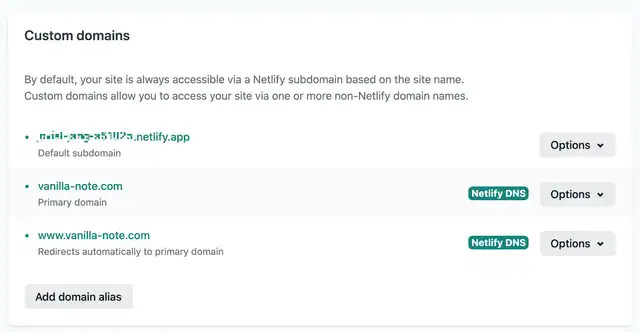 Custom domains
By default, your site is always accessible via a Netlify subdomain based on the site name.
Custom domains allow you to access your site via one or more non-Netlify domain names.
.netlify.app
Options
Default subdomain
vanilla-note.com
Netlify DNS
Options
Primary domain
www.vanilla-note.com
Netlify DNS
Options
Redirects automatically to primary domain
Add domain alias